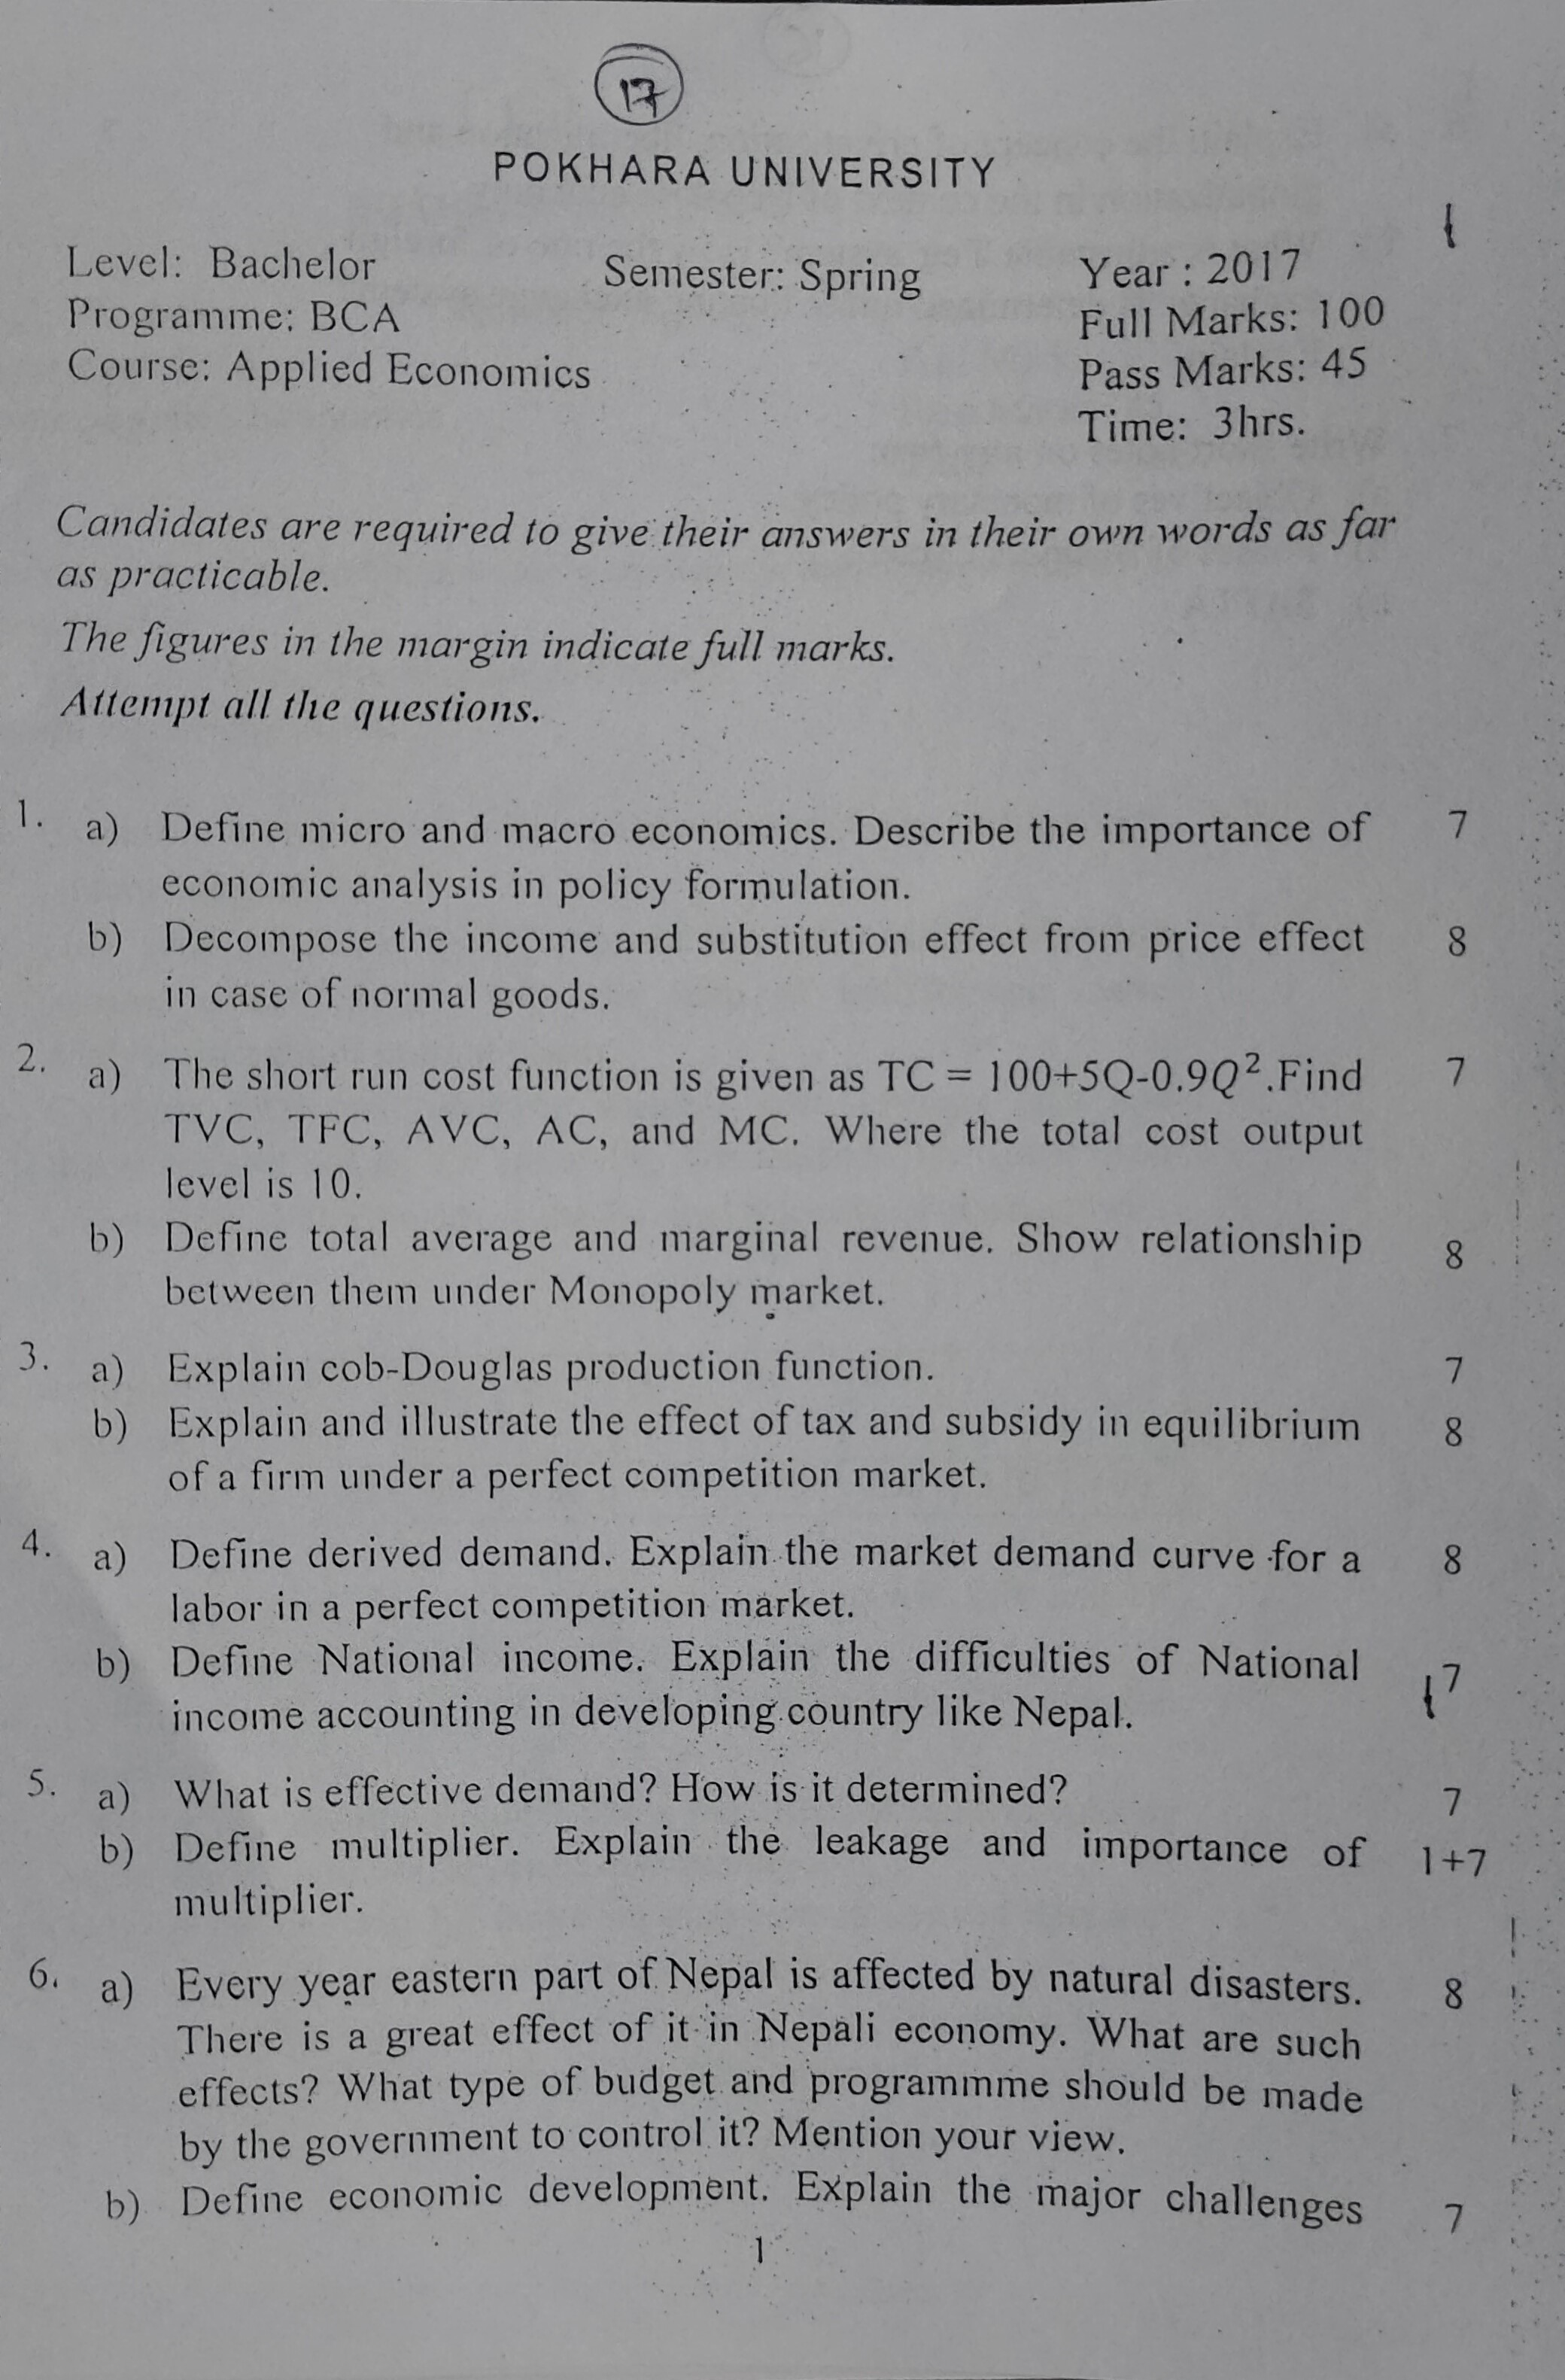 17
POKHARA UNIVERSITY
Level: Bachelor Semester: Spring Year : 2017
Programme: BCA Full Marks: 100
Course: Applied Economics Pass Marks: 45
Time: 3hrs.
Candidates are required to give their answers in their own words as far
as practicable.
The figures in the margin indicate full marks.
Attempt all the questions.
1. a) Define micro and macro economics. Describe the importance of 7
economic analysis in policy formulation.
b) Decompose the income and substitution effect from price effect 8
in case of normal goods.
2. a) The short run cost function is given as TC = 100+5Q-0.9Q².Find 7
TVC, TFC, AVC, AC, and MC. Where the total cost output
level is 10.
b) Define total average and marginal revenue. Show relationship 8
between them under Monopoly market.
3. a) Explain cob-Douglas production function. 7
b) Explain and illustrate the effect of tax and subsidy in equilibrium 8
of a firm under a perfect competition market.
4. a) Define derived demand. Explain the market demand curve for a 8
labor in a perfect competition market.
b) Define National income. Explain the difficulties of National 7
income accounting in developing country like Nepal.
5. a) What is effective demand? How is it determined? 7
b) Define multiplier. Explain the leakage and importance of 1+7
multiplier.
6. a) Every year eastern part of Nepal is affected by natural disasters. 8
There is a great effect of it in Nepali economy. What are such
effects? What type of budget and programmme should be made
by the government to control it? Mention your view.
b) Define economic development. Explain the major challenges 7
1